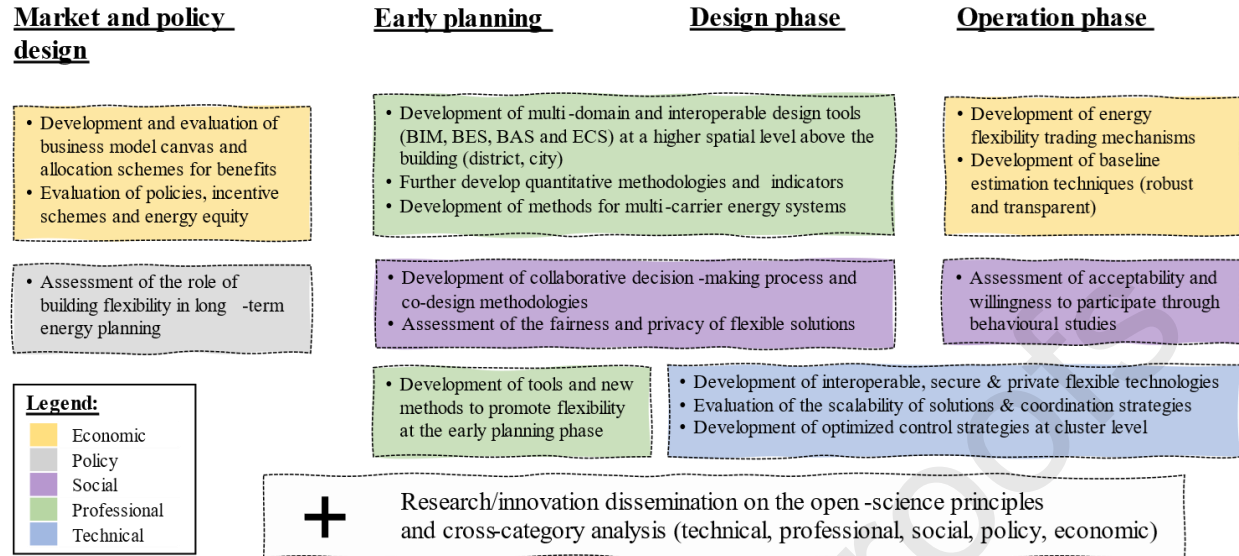 Market and policy
design
Early planning
Design phase
Operation phase
• Development and evaluation of
business model canvas and
allocation schemes for benefits
• Evaluation of policies, incentive
schemes and energy equity
• Development of multi-domain and interoperable design tools
(BIM, BES, BAS and ECS) at a higher spatial level above the
building (district, city)
• Further develop quantitative methodologies and indicators
• Development of methods for multi-carrier energy systems
• Development of energy
flexibility trading mechanisms
• Development of baseline
estimation techniques (robust
and transparent)
• Assessment of the role of
building flexibility in long -term
energy planning
• Development of collaborative decision -making process and
co-design methodologies
• Assessment of the fairness and privacy of flexible solutions
• Assessment of acceptability and
willingness to participate through
behavioural studies
• Development of tools and new
methods to promote flexibility
at the early planning phase
• Development of interoperable, secure & private flexible technologies
• Evaluation of the scalability of solutions & coordination strategies
• Development of optimized control strategies at cluster level
Legend:
Economic
Policy
Social
Professional
Technical
+ Research/innovation dissemination on the open -science principles
and cross-category analysis (technical, professional, social, policy, economic)